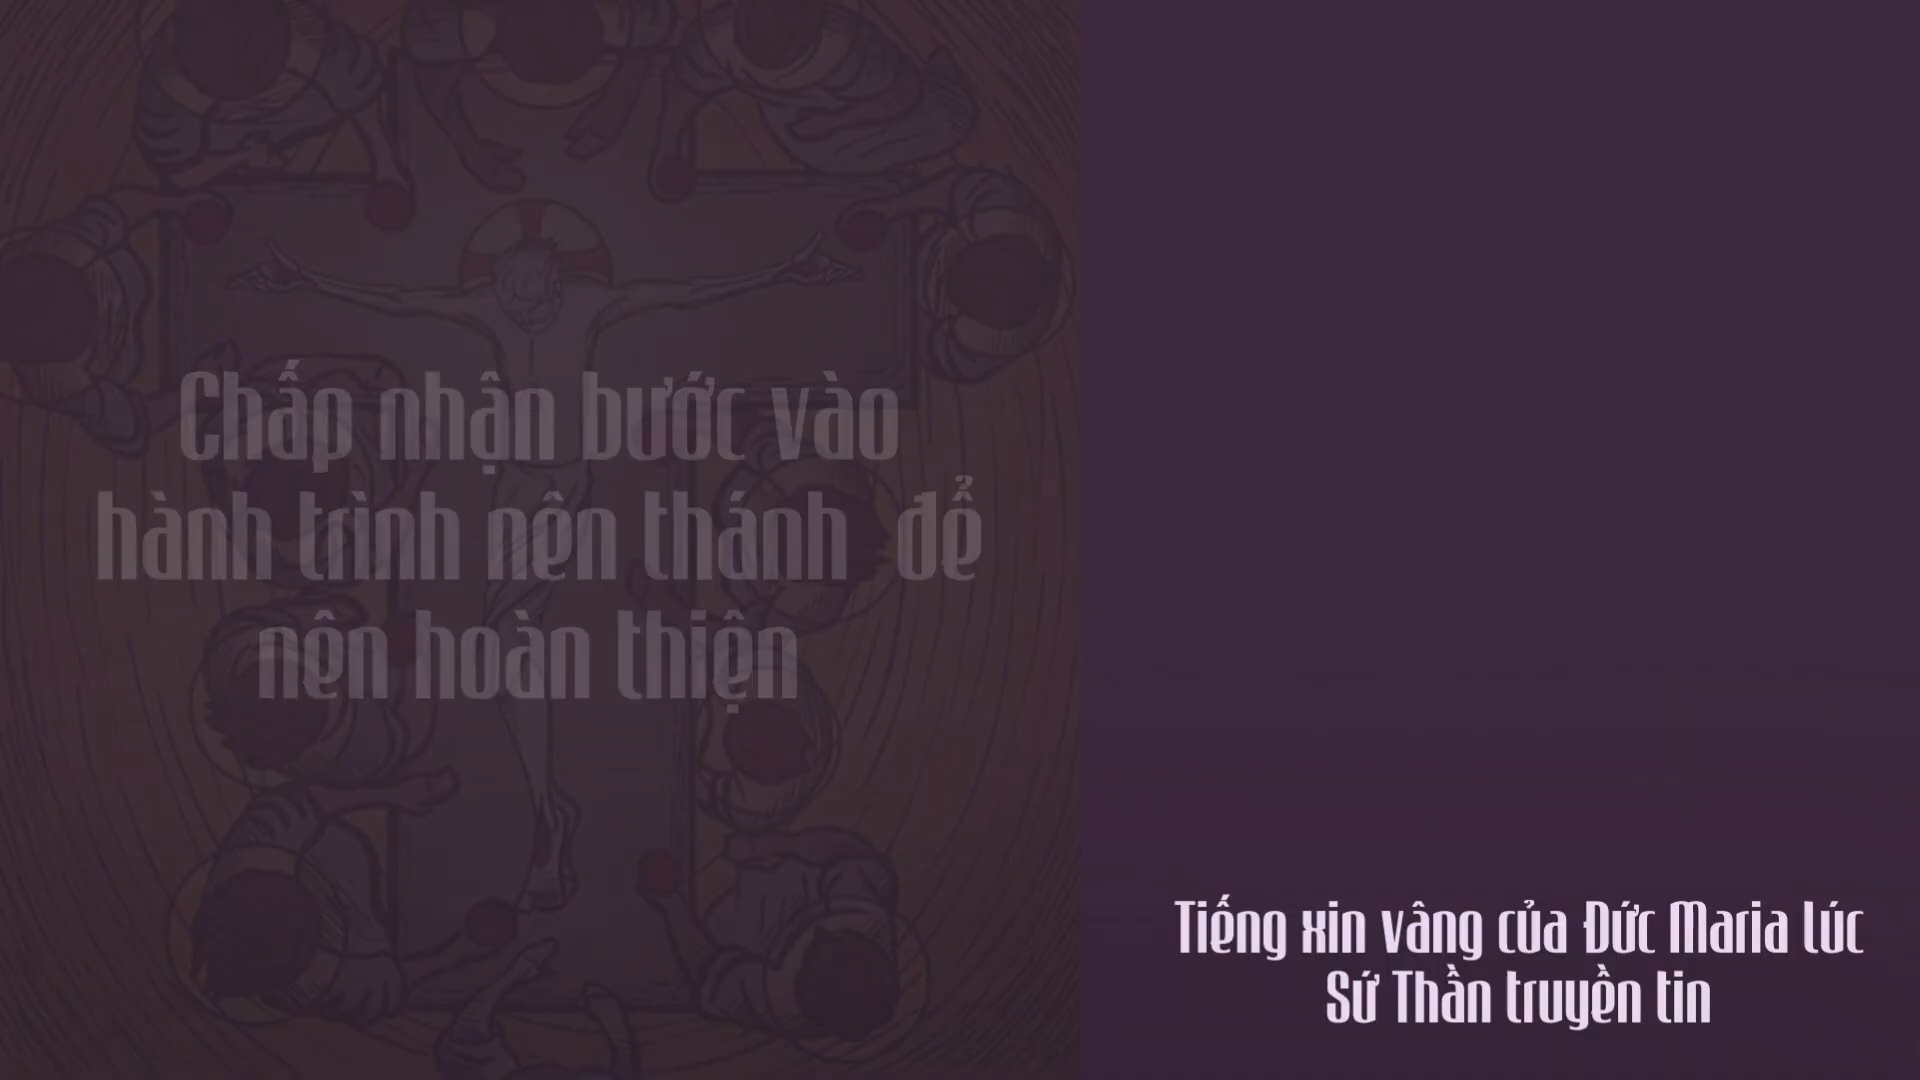 Chấp nhận bước vào
hành trình nên thánh để
nên hoàn thiện
Tiếng xin vâng của Đức Maria lúc
Sứ Thần truyền tin